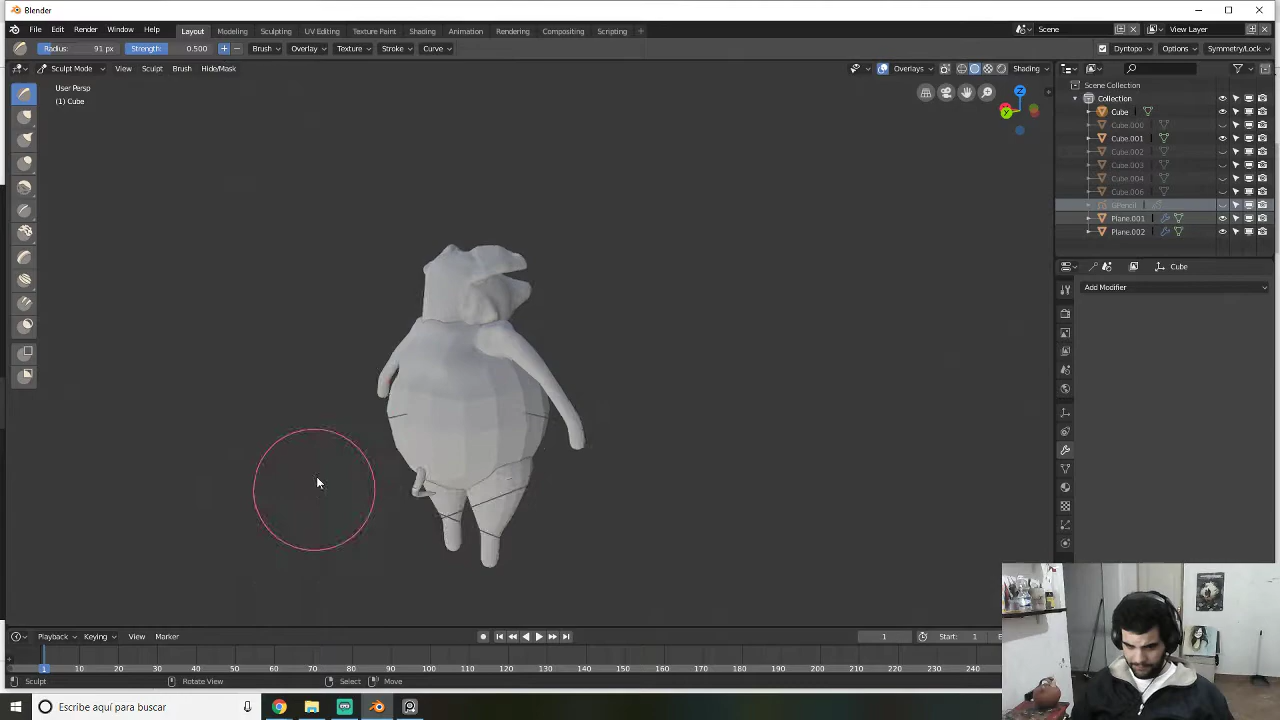 Blender
File Edit Render Window Help Layout Modeling Sculpting UV Editing Texture Paint Shading Animation Rendering Compositing Scripting + Scene View Layer
Radius: 91 px Strength: 0.500 + − Brush Overlay Texture Stroke Curve Dyntopo Options Symmetry/Lock
Sculpt Mode View Sculpt Brush Hide/Mask Overlays Shading
User Persp
(1) Cube
Z
Y
Scene Collection
Collection
Cube
Cube.000
Cube.001
Cube.002
Cube.003
Cube.004
Cube.006
GPencil
Plane.001
Plane.002
Cube
Add Modifier
Playback Keying View Marker 1 Start: 1
1 10 20 30 40 50 60 70 80 90 100 110 120 130 140 150 160 170 180 190 200 210 220 230 240
Sculpt Rotate View Select Move
Escribe aquí para buscar